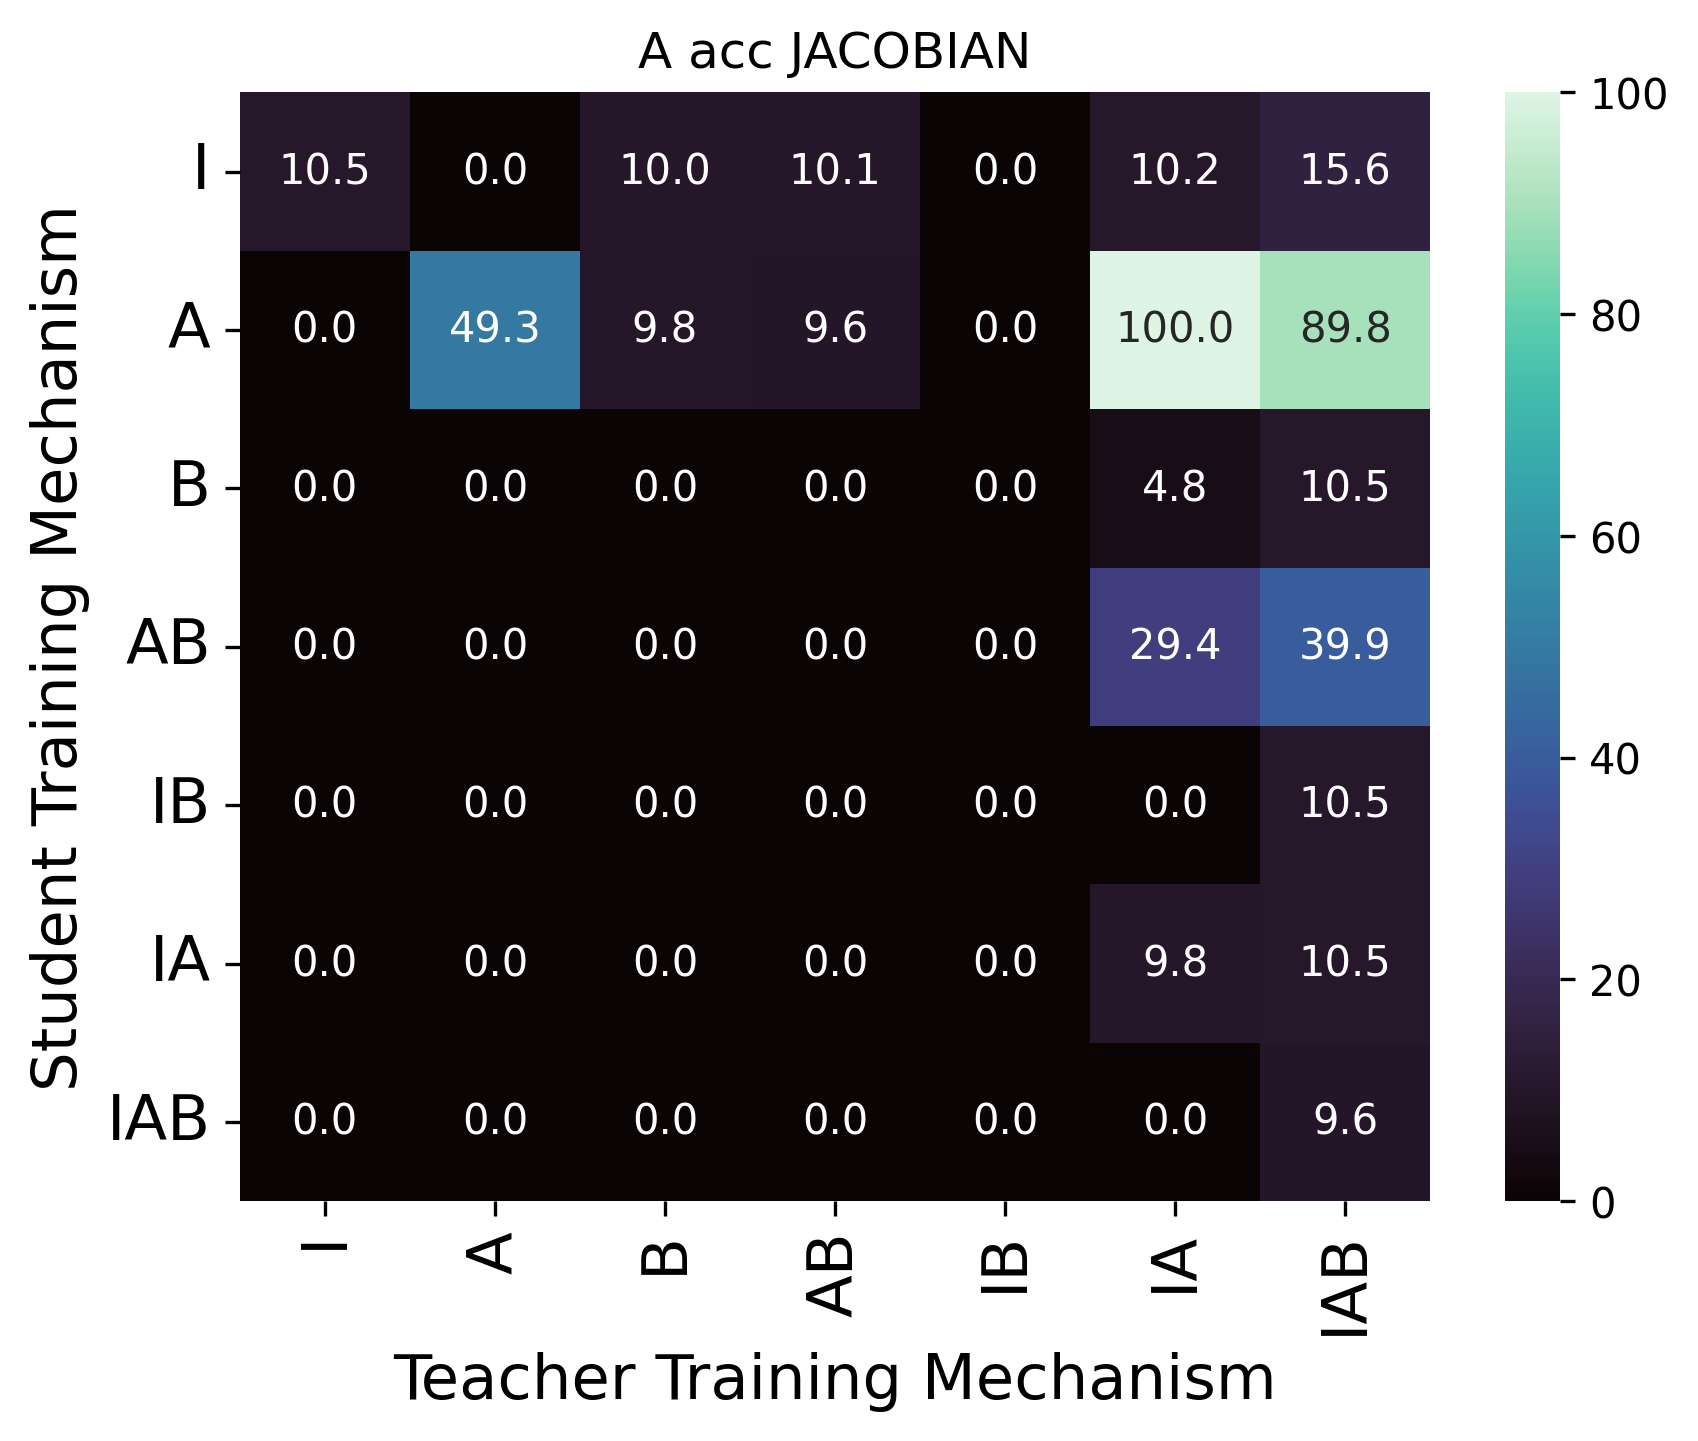 A acc JACOBIAN
I 10.5 0.0 10.0 10.1 0.0 10.2 15.6
A 0.0 49.3 9.8 9.6 0.0 100.0 89.8
B 0.0 0.0 0.0 0.0 0.0 4.8 10.5
AB 0.0 0.0 0.0 0.0 0.0 29.4 39.9
IB 0.0 0.0 0.0 0.0 0.0 0.0 10.5
IA 0.0 0.0 0.0 0.0 0.0 9.8 10.5
IAB 0.0 0.0 0.0 0.0 0.0 0.0 9.6
I A B AB IB IA IAB
Teacher Training Mechanism
Student Training Mechanism
100
80
60
40
20
0